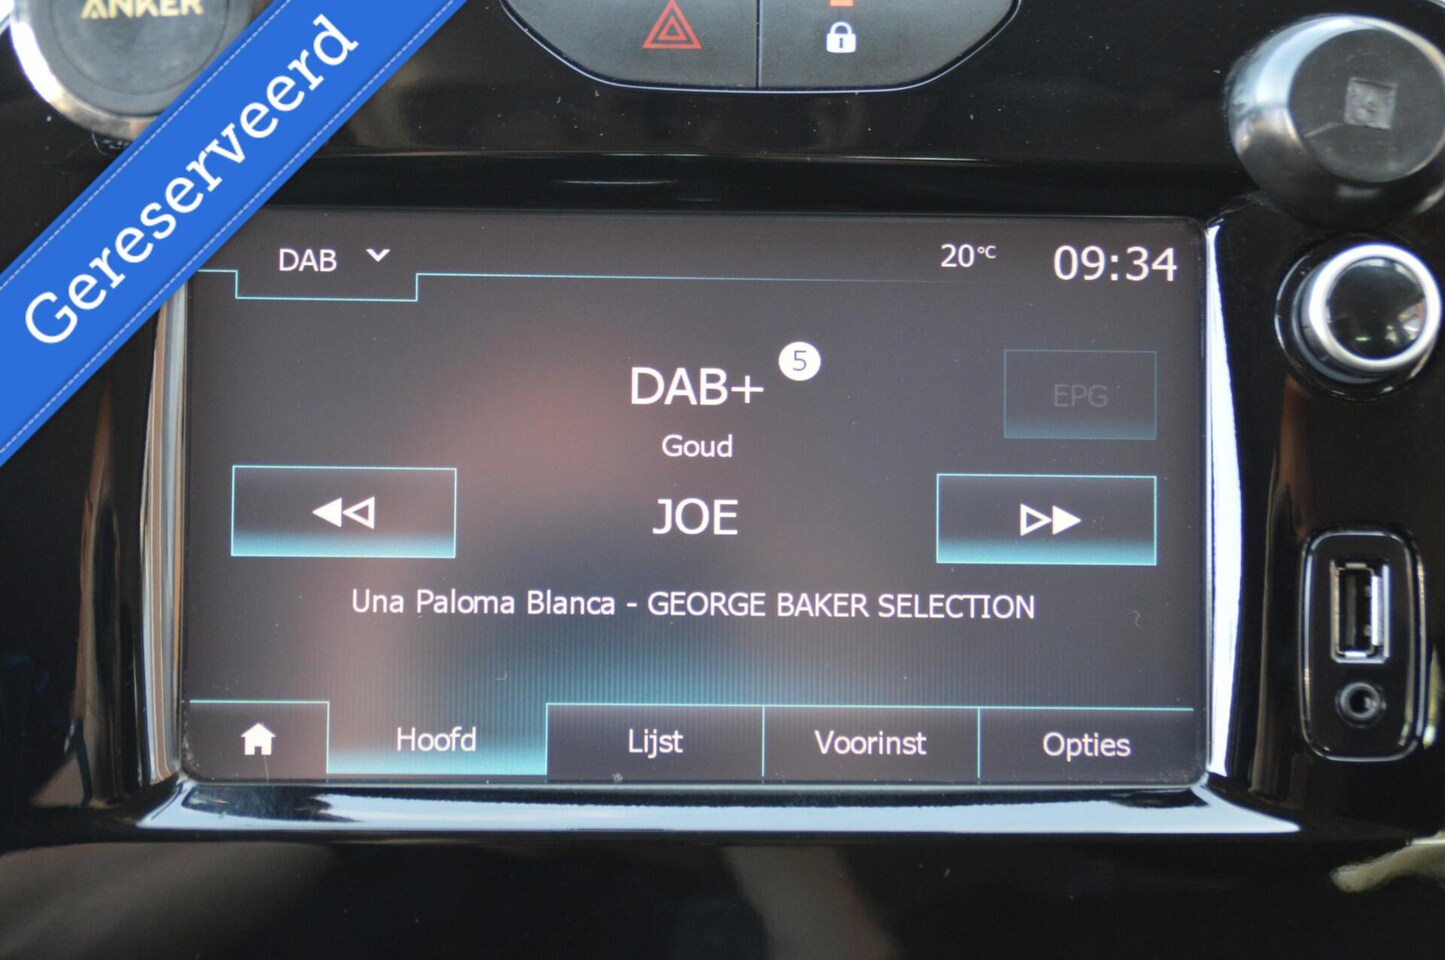 ANKER
Gereserveerd
DAB
20°C
09:34
DAB+
5
EPG
Goud
JOE
Una Paloma Blanca - GEORGE BAKER SELECTION
Hoofd
Lijst
Voorinst
Opties